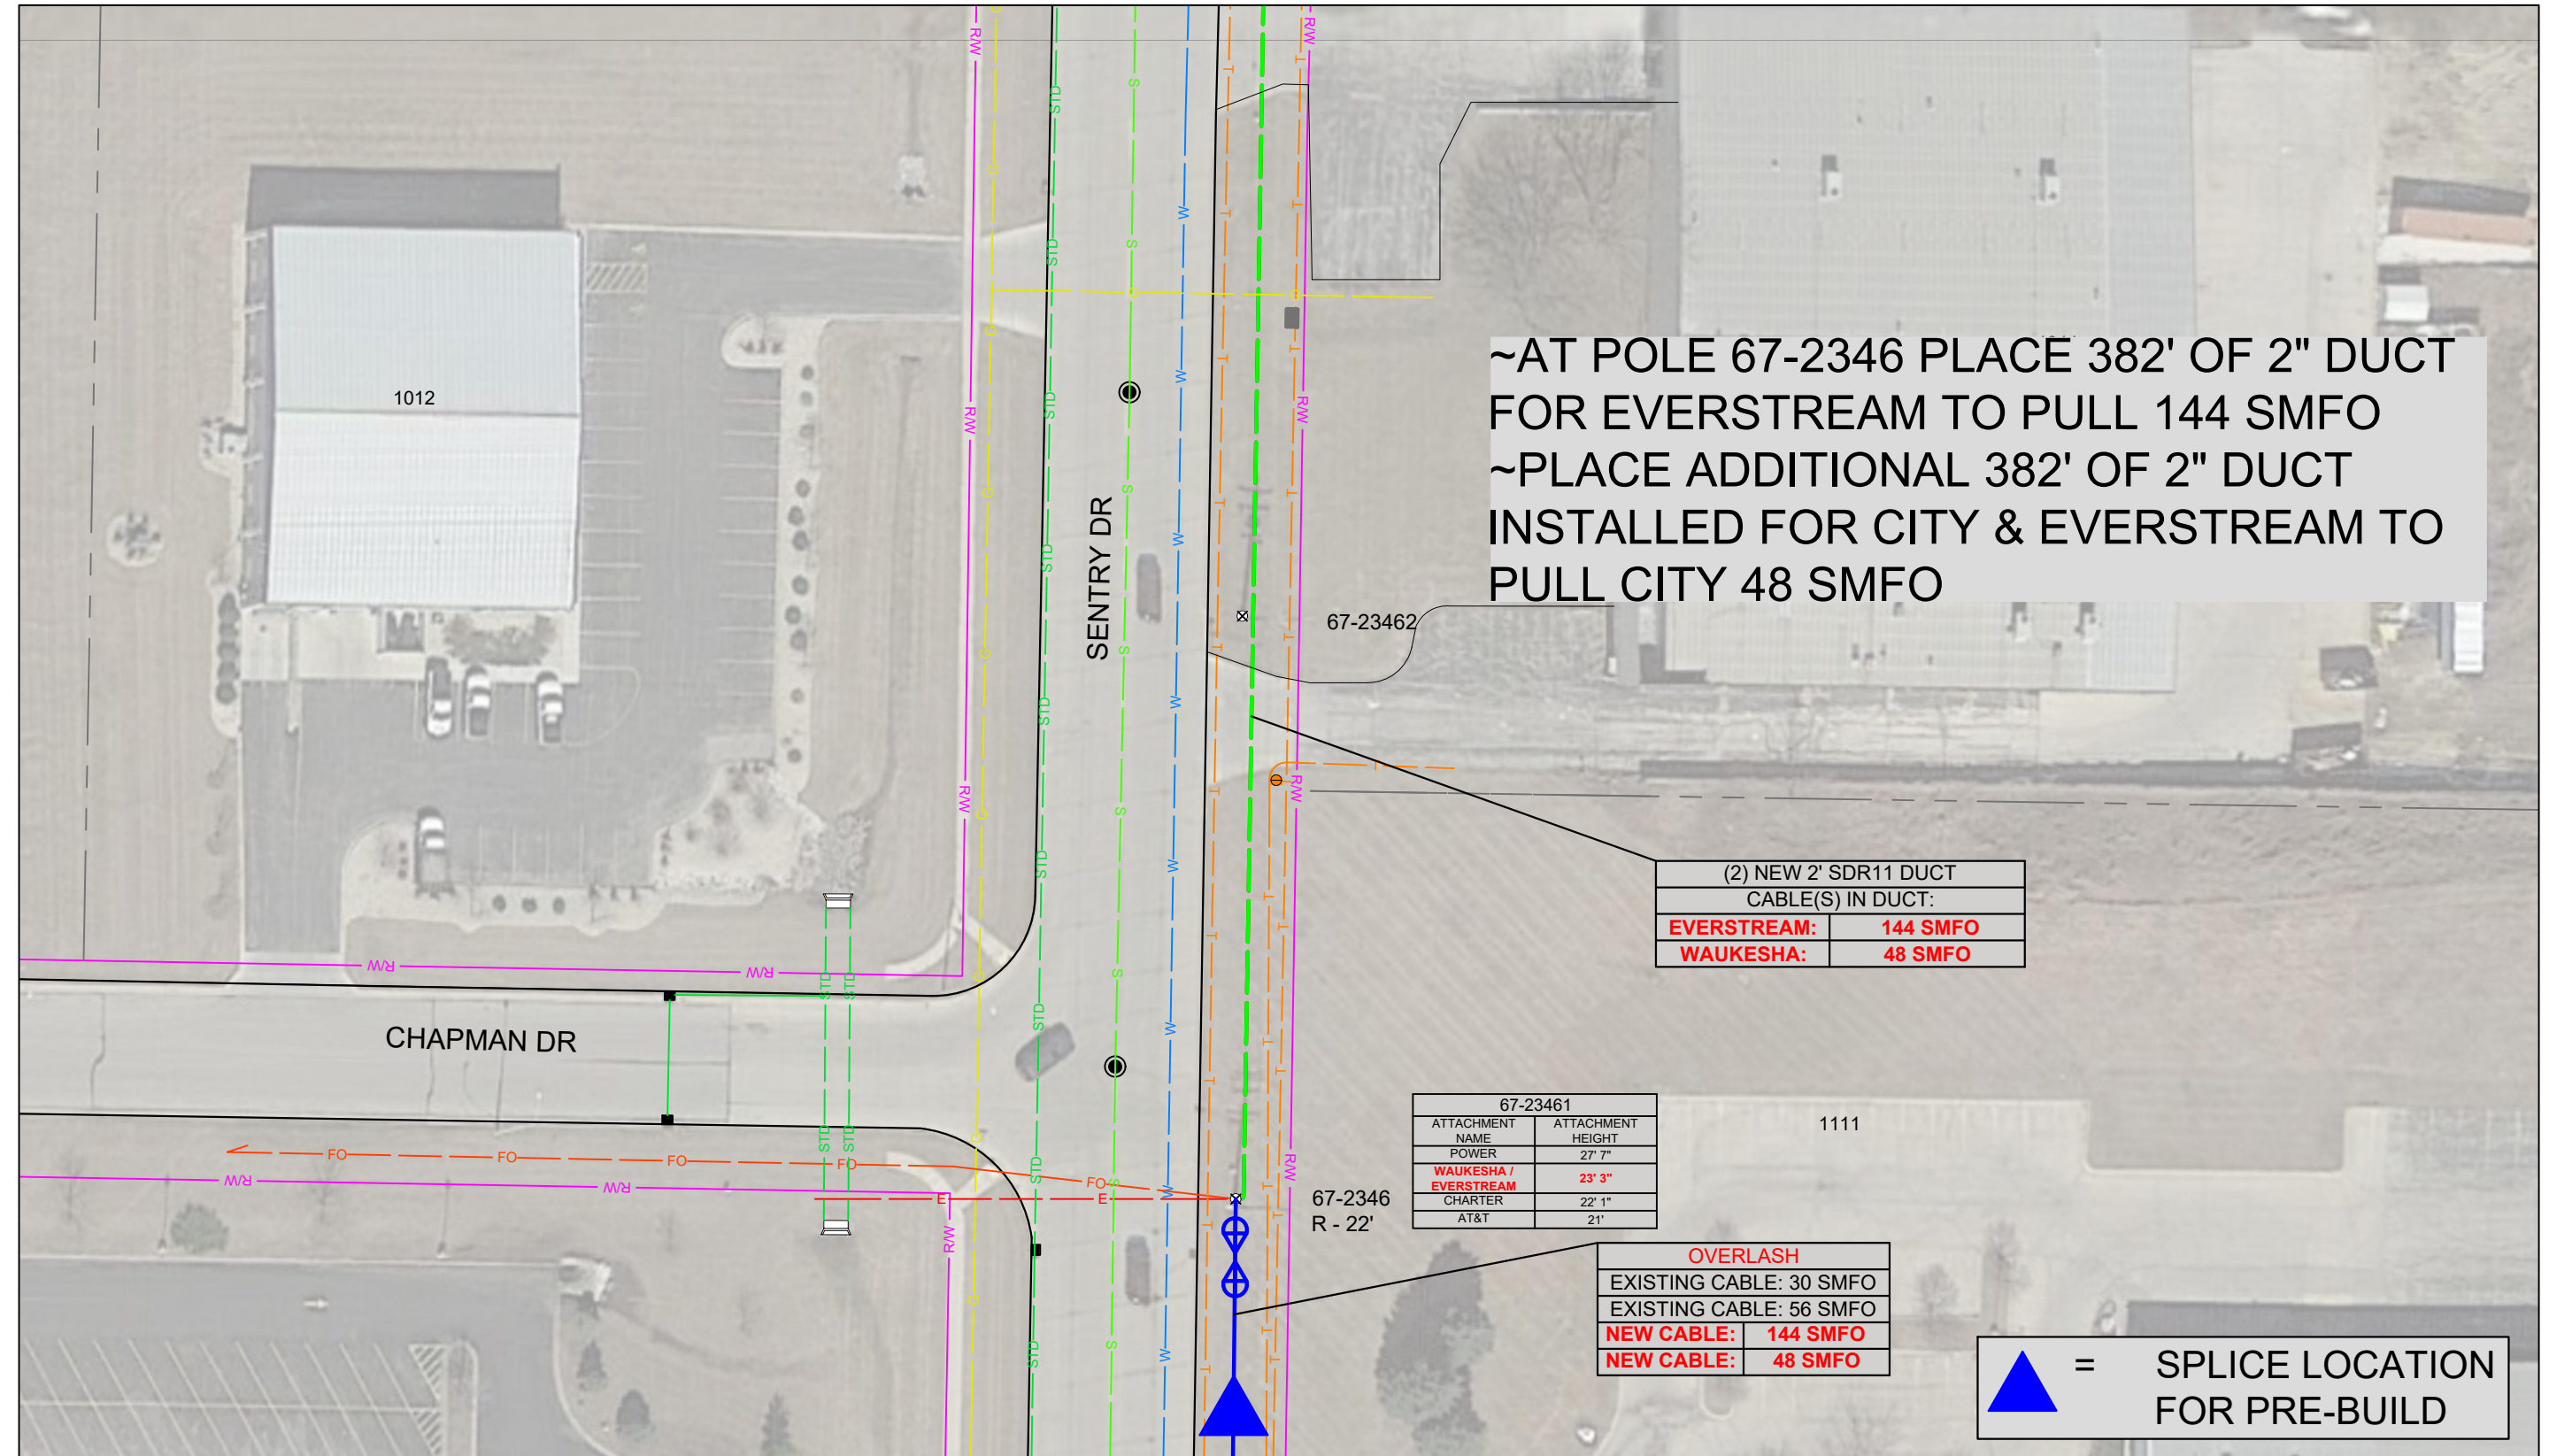 ~AT POLE 67-2346 PLACE 382' OF 2" DUCT
FOR EVERSTREAM TO PULL 144 SMFO
~PLACE ADDITIONAL 382' OF 2" DUCT
INSTALLED FOR CITY & EVERSTREAM TO
PULL CITY 48 SMFO
1012
SENTRY DR
67-23462
(2) NEW 2' SDR11 DUCT
CABLE(S) IN DUCT:
EVERSTREAM: 144 SMFO
WAUKESHA: 48 SMFO
CHAPMAN DR
67-23461
ATTACHMENT NAME ATTACHMENT HEIGHT
POWER 27' 7"
WAUKESHA / EVERSTREAM 23' 3"
CHARTER 22' 1"
AT&T 21'
1111
67-2346
R - 22'
OVERLASH
EXISTING CABLE: 30 SMFO
EXISTING CABLE: 56 SMFO
NEW CABLE: 144 SMFO
NEW CABLE: 48 SMFO
= SPLICE LOCATION
FOR PRE-BUILD
R/W
R/W
R/W
R/W
R/W
R/W
R/W
R/W
R/W
R/W
R/W
R/W
STD
STD
STD
STD
STD
STD
STD
STD
STD
STD
STD
STD
STD
FO
FO
FO
FO
FO
E
E